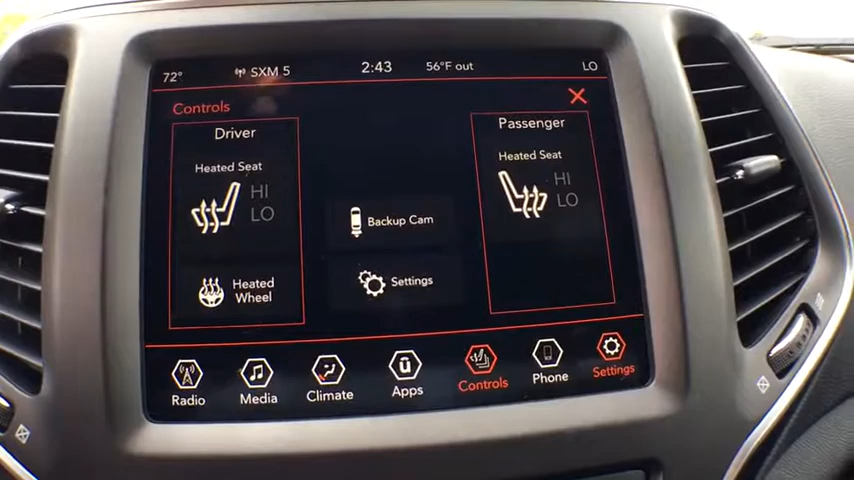 72° SXM 5 2:43 56°F out LO
Controls
Driver
Heated Seat
HI
LO
Heated
Wheel
Backup Cam
Settings
Passenger
Heated Seat
HI
LO
Radio Media Climate Apps Controls Phone Settings